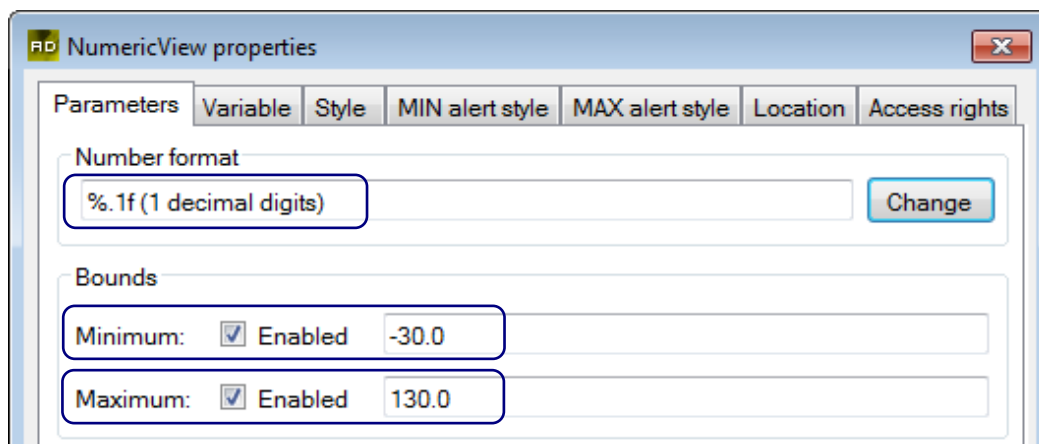 AD NumericView properties
Parameters Variable Style MIN alert style MAX alert style Location Access rights
Number format
%.1f (1 decimal digits) Change
Bounds
Minimum: Enabled -30.0
Maximum: Enabled 130.0